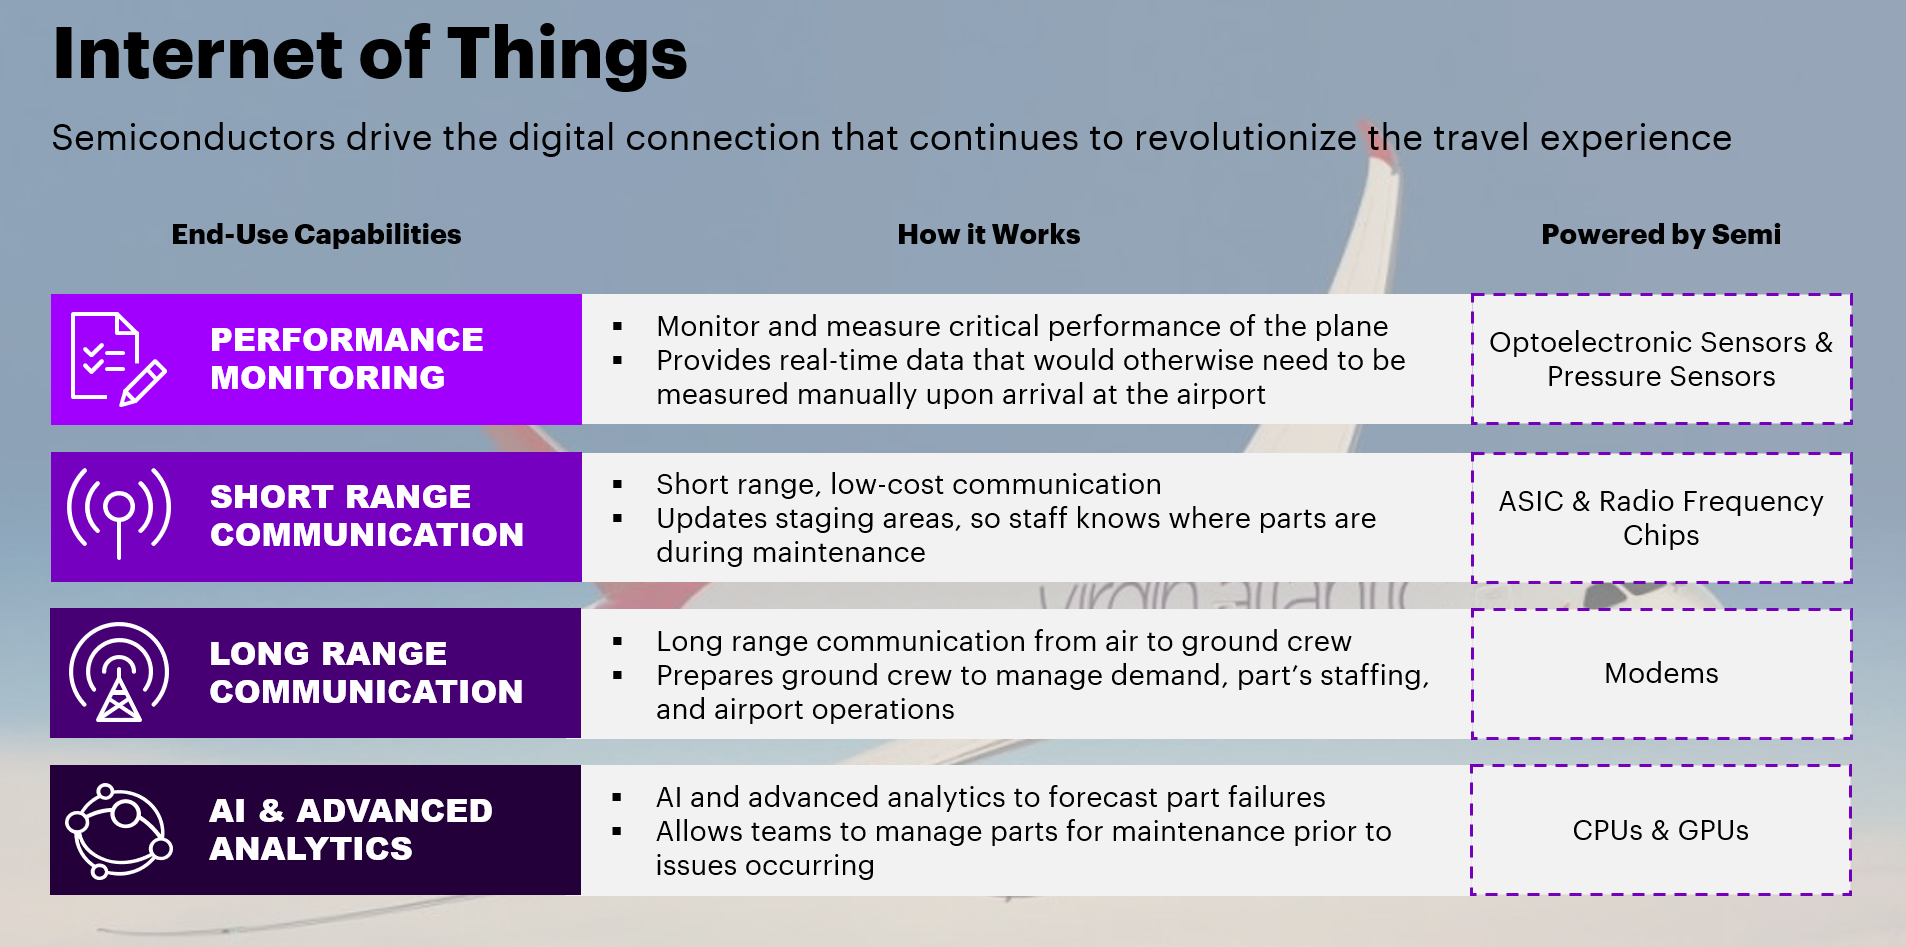 Internet of Things
Semiconductors drive the digital connection that continues to revolutionize the travel experience
End-Use Capabilities
How it Works
Powered by Semi
PERFORMANCE
MONITORING
▪ Monitor and measure critical performance of the plane
▪ Provides real-time data that would otherwise need to be
measured manually upon arrival at the airport
Optoelectronic Sensors &
Pressure Sensors
SHORT RANGE
COMMUNICATION
▪ Short range, low-cost communication
▪ Updates staging areas, so staff knows where parts are
during maintenance
ASIC & Radio Frequency
Chips
virgin atlantic
LONG RANGE
COMMUNICATION
▪ Long range communication from air to ground crew
▪ Prepares ground crew to manage demand, part’s staffing,
and airport operations
Modems
AI & ADVANCED
ANALYTICS
▪ AI and advanced analytics to forecast part failures
▪ Allows teams to manage parts for maintenance prior to
issues occurring
CPUs & GPUs